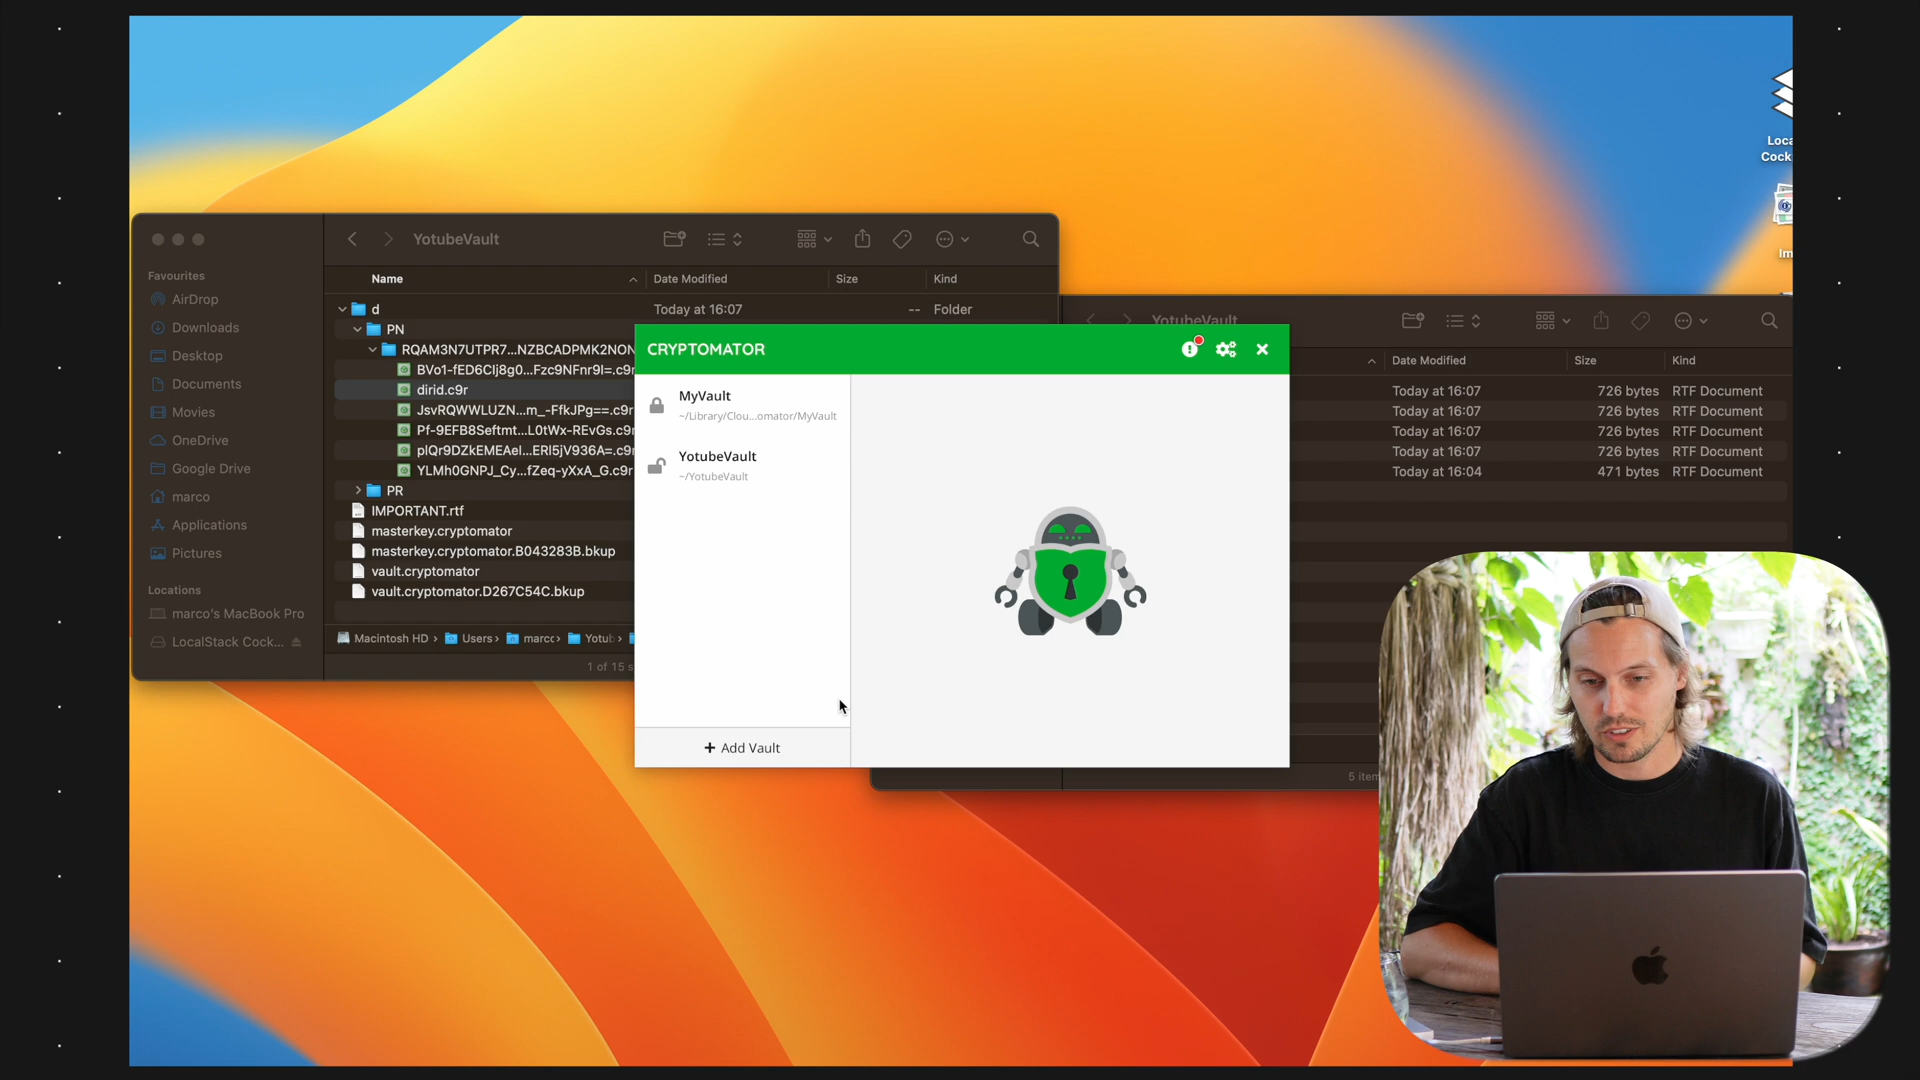 Loca
Cock
Im
YotubeVault
Favourites
AirDrop
Downloads
Desktop
Documents
Movies
OneDrive
Google Drive
marco
Applications
Pictures
Locations
marco's MacBook Pro
LocalStack Cock...
Name
Date Modified
Size
Kind
d
Today at 16:07
--
Folder
PN
RQAM3N7UTPR7...NZBCADPMK2NON
BVo1-fED6Clj8g0...Fzc9NFnr9l=.c9r
dirid.c9r
JsvRQWWLUZN...m_-FfkJPg==.c9r
Pf-9EFB8Seftmt...L0tWx-REvGs.c9r
plQr9DZkEMEAel...ERl5jV936A=.c9r
YLMh0GNPJ_Cy...fZeq-yXxA_G.c9r
PR
IMPORTANT.rtf
masterkey.cryptomator
masterkey.cryptomator.B043283B.bkup
vault.cryptomator
vault.cryptomator.D267C54C.bkup
Macintosh HD › Users › marcc › Yotub ›
1 of 15 s
CRYPTOMATOR
MyVault
~/Library/Clou...omator/MyVault
YotubeVault
~/YotubeVault
+ Add Vault
YotubeVault
Date Modified
Size
Kind
Today at 16:07 726 bytes RTF Document
Today at 16:07 726 bytes RTF Document
Today at 16:07 726 bytes RTF Document
Today at 16:07 726 bytes RTF Document
Today at 16:04 471 bytes RTF Document
5 item